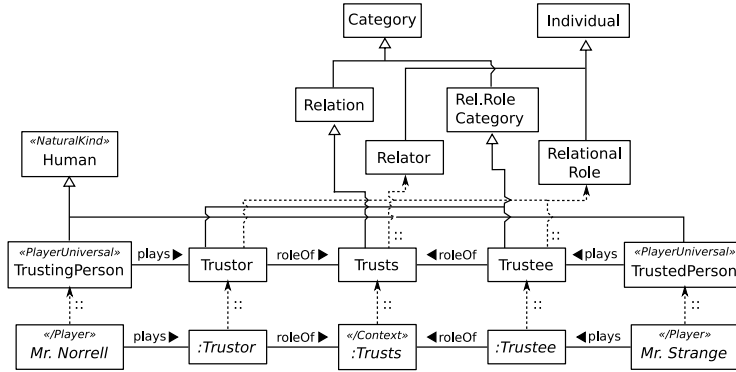 Category
Individual
Relation
Rel.Role
Category
«NaturalKind»
Human
Relator
Relational
Role
::
::
«PlayerUniversal»
TrustingPerson
plays ▶
Trustor
roleOf ▶
Trusts
◀roleOf
Trustee
◀plays
«PlayerUniversal»
TrustedPerson
::
::
::
::
::
«/Player»
Mr. Norrell
plays ▶
:Trustor
roleOf ▶
«/Context»
:Trusts
◀roleOf
:Trustee
◀plays
«/Player»
Mr. Strange